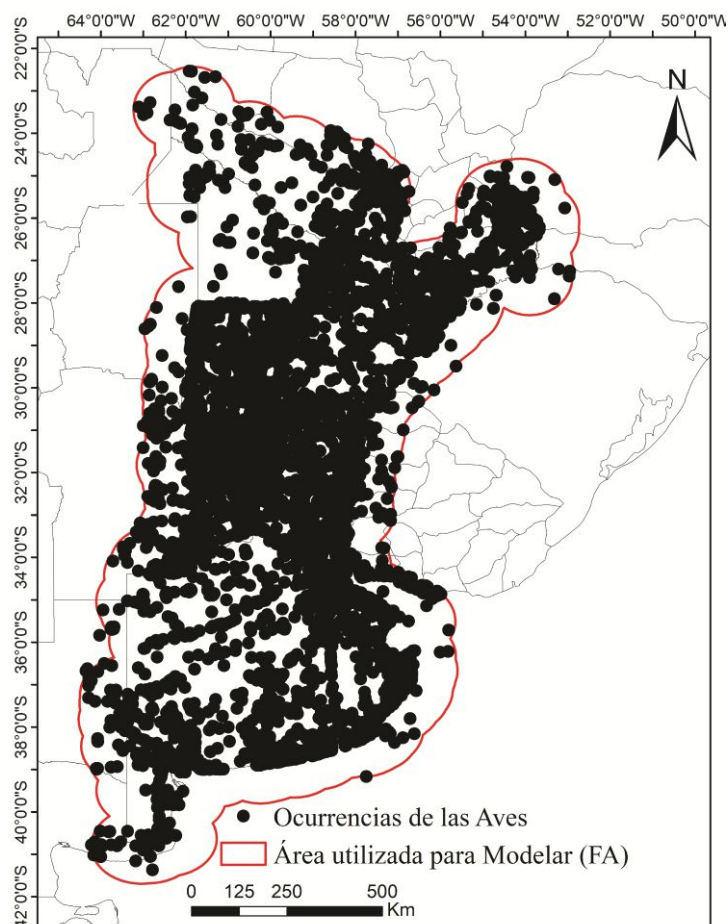 64°0'0"W 62°0'0"W 60°0'0"W 58°0'0"W 56°0'0"W 54°0'0"W 52°0'0"W 50°0'0"W
22°0'0"S
24°0'0"S
26°0'0"S
28°0'0"S
30°0'0"S
32°0'0"S
34°0'0"S
36°0'0"S
38°0'0"S
40°0'0"S
42°0'0"S
N
Ocurrencias de las Aves
Área utilizada para Modelar (FA)
0 125 250 500
Km